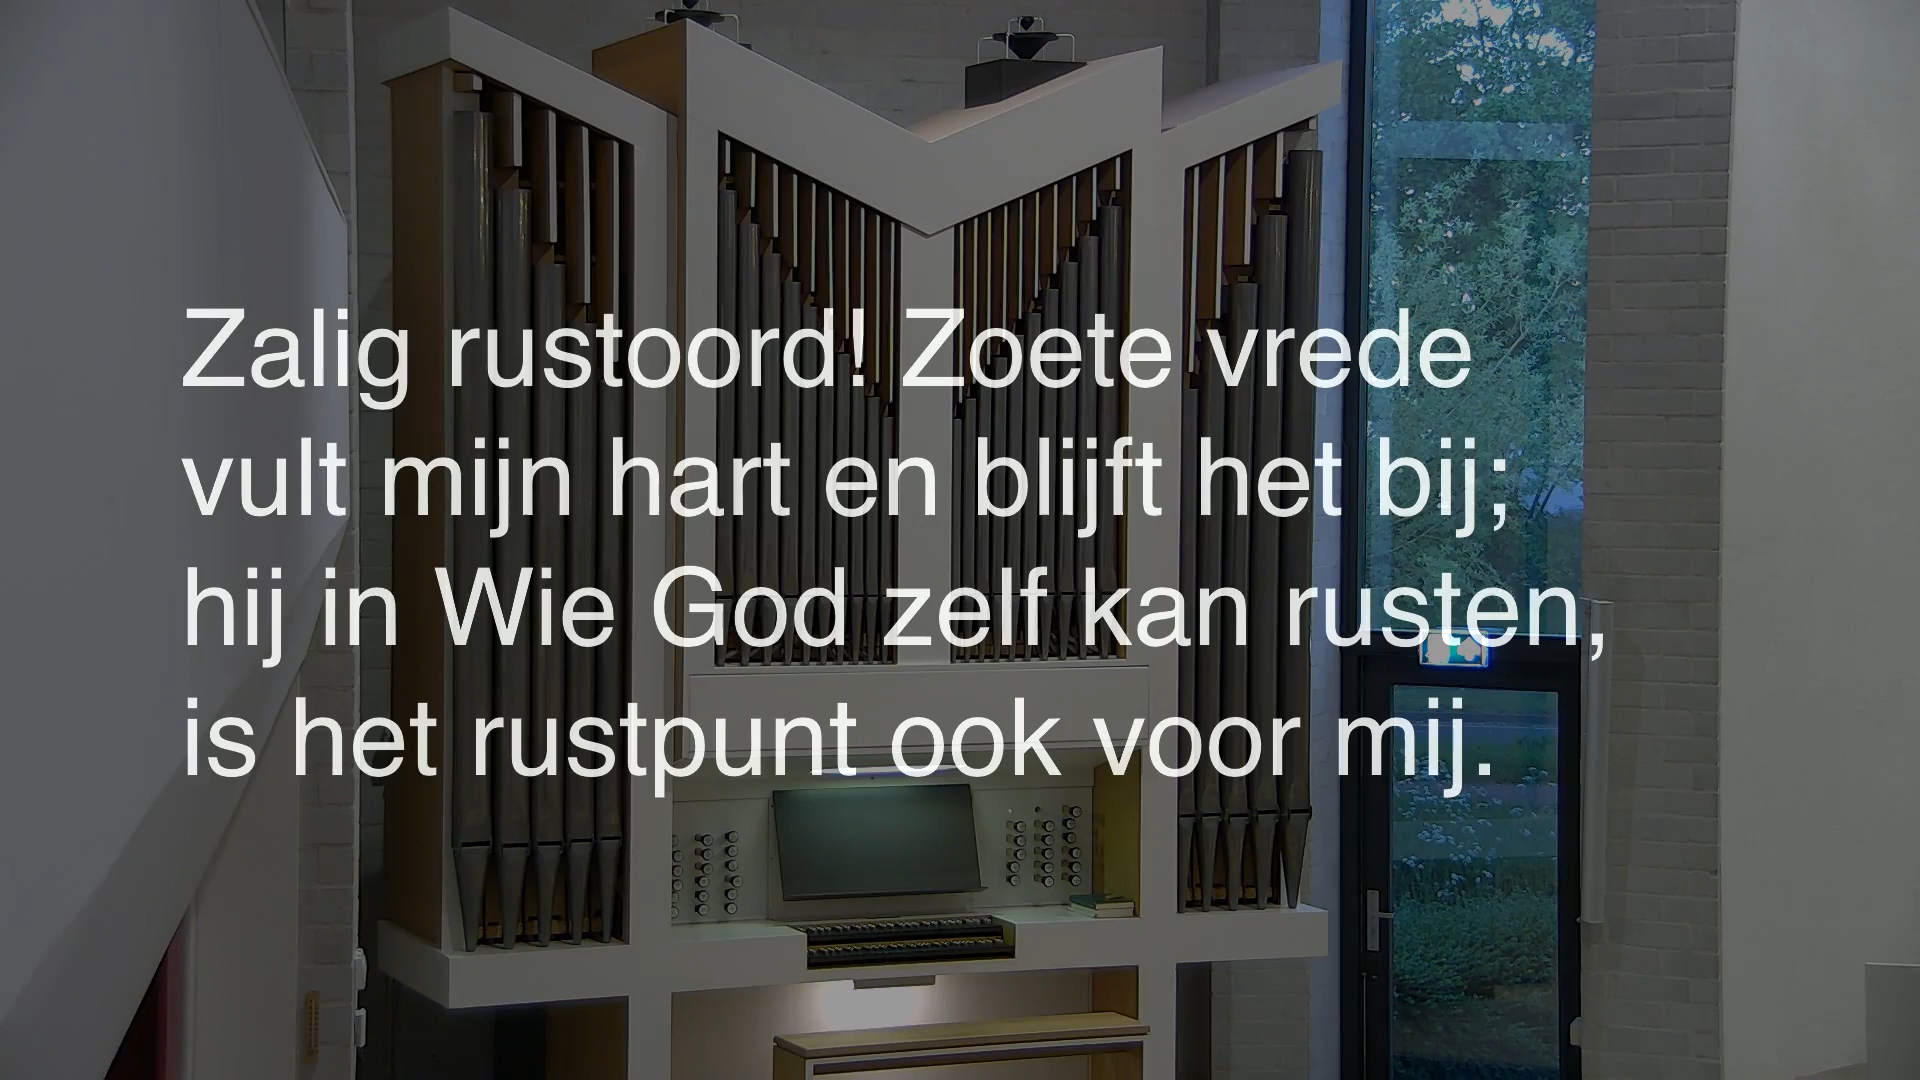 Zalig rustoord! Zoete vrede
vult mijn hart en blijft het bij;
hij in Wie God zelf kan rusten,
is het rustpunt ook voor mij.